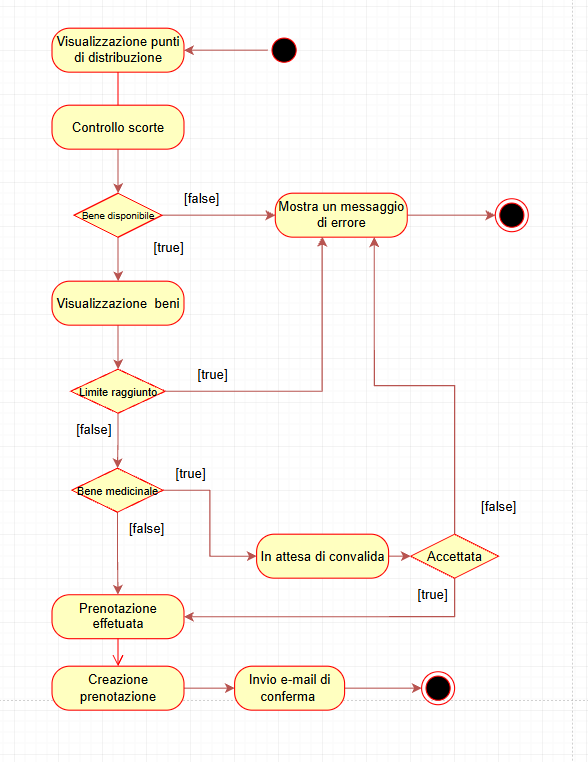 Visualizzazione punti
di distribuzione
Controllo scorte
[false]
Bene disponibile
Mostra un messaggio
di errore
[true]
Visualizzazione beni
[true]
Limite raggiunto
[false]
[true]
Bene medicinale
[false]
[false]
In attesa di convalida
Accettata
[true]
Prenotazione
effetuata
Creazione
prenotazione
Invio e-mail di
conferma